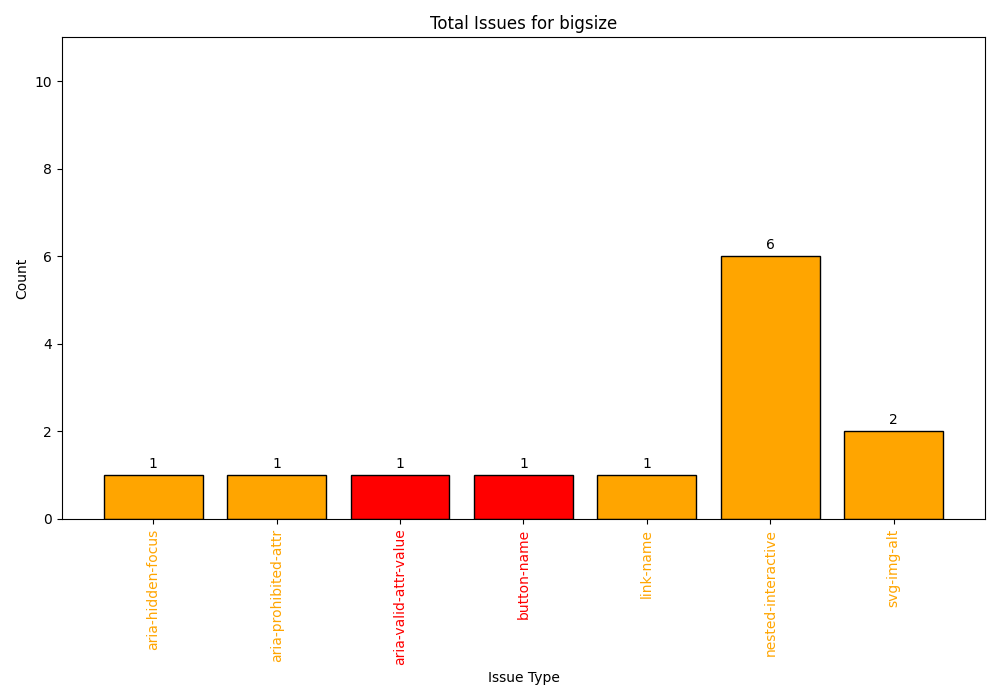 Total Issues for bigsize
Count
10
8
6
4
2
0
1
1
1
1
1
6
2
aria-hidden-focus
aria-prohibited-attr
aria-valid-attr-value
button-name
link-name
nested-interactive
svg-img-alt
Issue Type